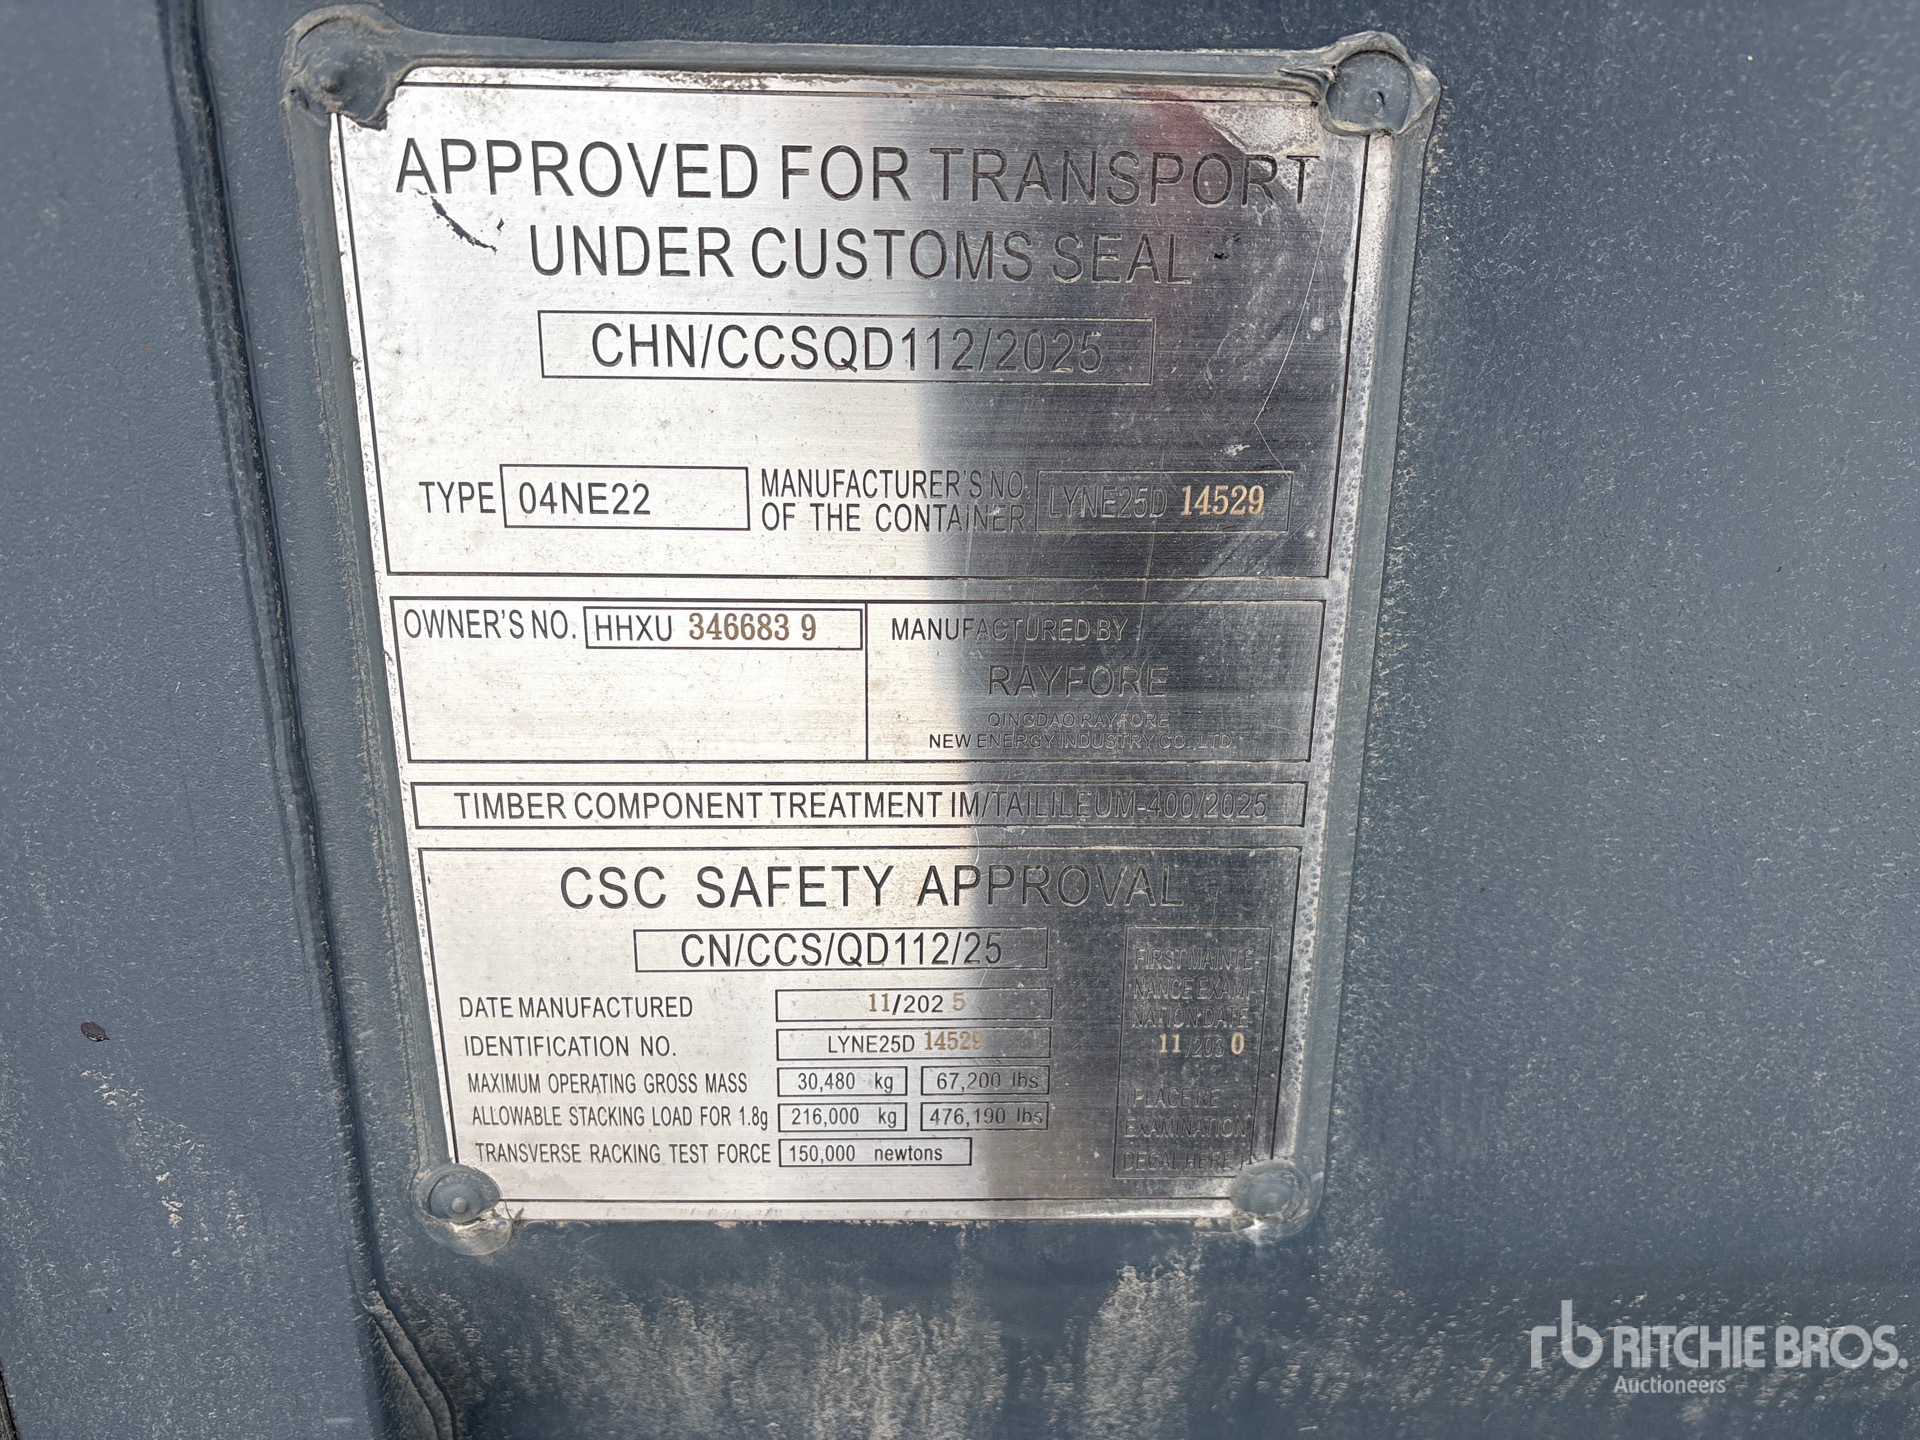 APPROVED FOR TRANSPORT
UNDER CUSTOMS SEAL
CHN/CCSQD112/2025
TYPE 04NE22 MANUFACTURER'S NO. OF THE CONTAINER LYNE25D 14529
OWNER'S NO. HHXU 346683 9
MANUFACTURED BY:
RAYFORE
QINGDAO RAYFORE
NEW ENERGY INDUSTRY CO., LTD.
TIMBER COMPONENT TREATMENT IM/TAILILEUM-400/2025
CSC SAFETY APPROVAL
CN/CCS/QD112/25
DATE MANUFACTURED 11/2025
IDENTIFICATION NO. LYNE25D 14529
MAXIMUM OPERATING GROSS MASS 30,480 kg 67,200 lbs
ALLOWABLE STACKING LOAD FOR 1.8g 216,000 kg 476,190 lbs
TRANSVERSE RACKING TEST FORCE 150,000 newtons
FIRST MAINTE-
NANCE EXAMI-
NATION DATE:
11/2030
(PLACE RE-
EXAMINATION
DECAL HERE)
rb RITCHIE BROS.
Auctioneers